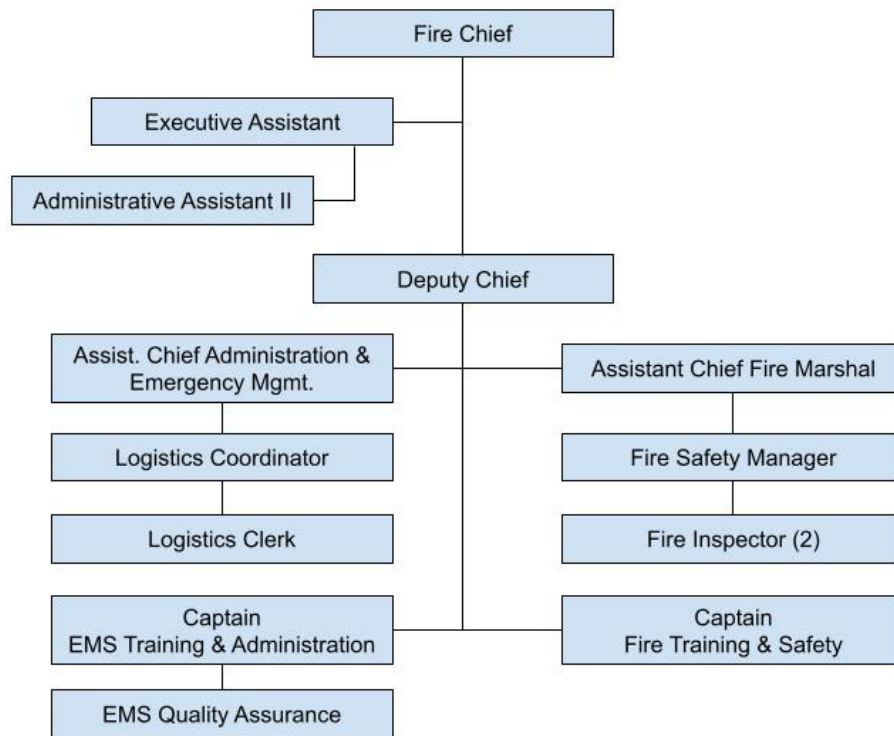 Fire Chief
Executive Assistant
Administrative Assistant II
Deputy Chief
Assist. Chief Administration &
Emergency Mgmt.
Assistant Chief Fire Marshal
Logistics Coordinator
Fire Safety Manager
Logistics Clerk
Fire Inspector (2)
Captain
EMS Training & Administration
Captain
Fire Training & Safety
EMS Quality Assurance